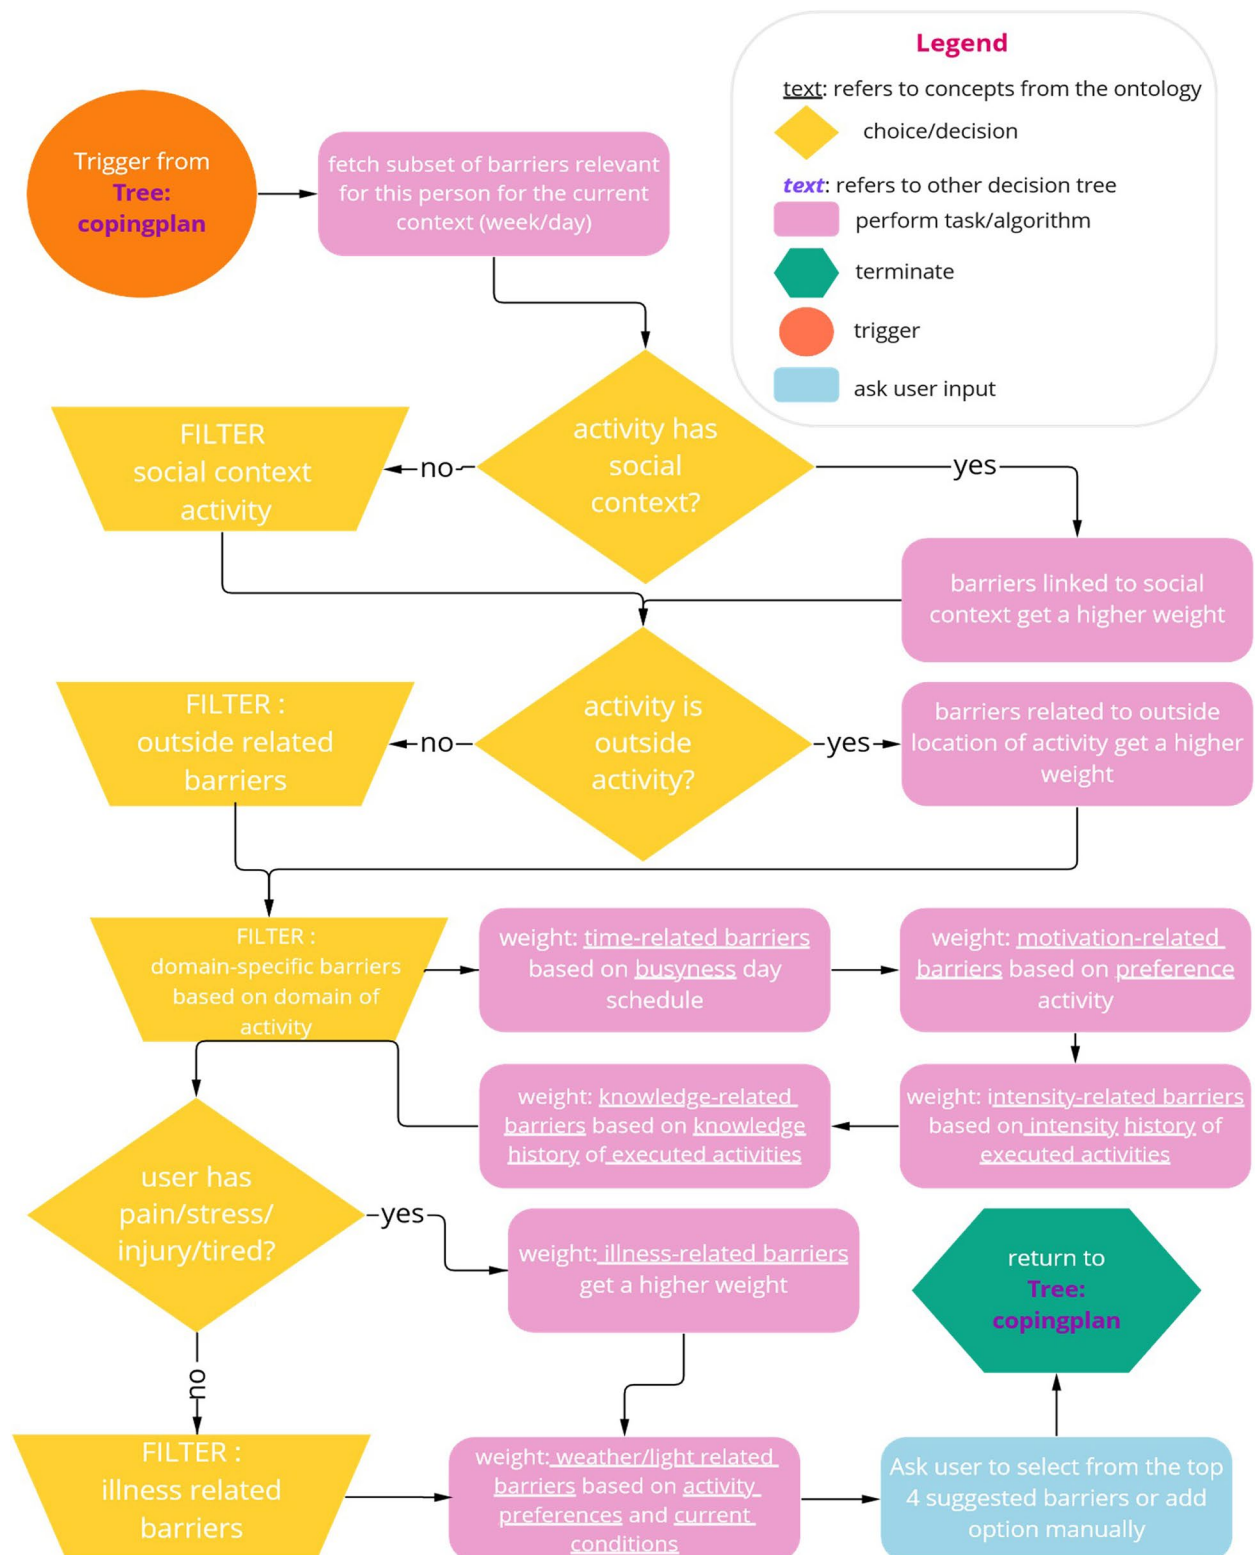 Legend
text: refers to concepts from the ontology
choice/decision
text: refers to other decision tree
perform task/algorithm
terminate
trigger
ask user input
Trigger from
Tree:
copingplan
fetch subset of barriers relevant
for this person for the current
context (week/day)
activity has
social
context?
no
yes
FILTER
social context
activity
barriers linked to social
context get a higher weight
activity is
outside
activity?
no
yes
FILTER :
outside related
barriers
barriers related to outside
location of activity get a higher
weight
FILTER :
domain-specific barriers
based on domain of
activity
weight: time-related barriers
based on busyness day
schedule
weight: motivation-related
barriers based on preference
activity
weight: intensity-related barriers
based on intensity history of
executed activities
weight: knowledge-related
barriers based on knowledge
history of executed activities
user has
pain/stress/
injury/tired?
yes
no
weight: illness-related barriers
get a higher weight
FILTER :
illness related
barriers
weight: weather/light related
barriers based on activity
preferences and current
conditions
Ask user to select from the top
4 suggested barriers or add
option manually
return to
Tree:
copingplan